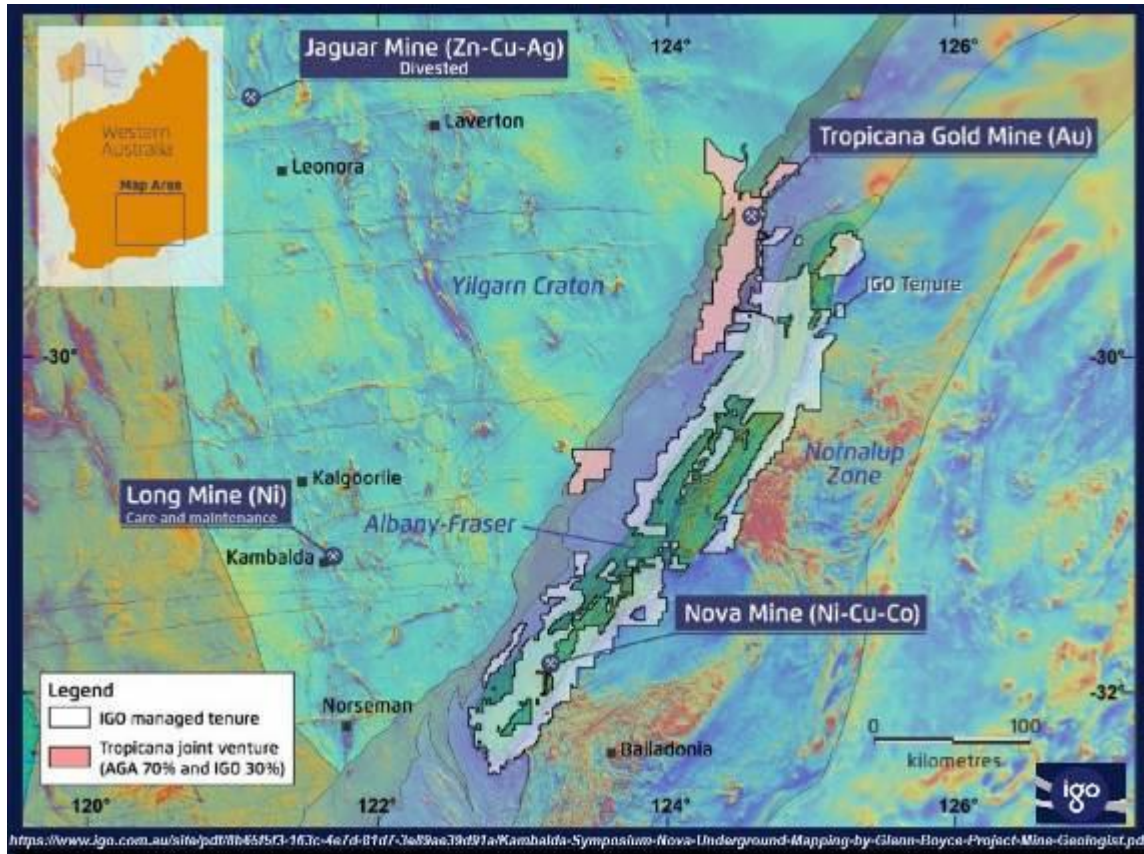 124°
126°
Jaguar Mine (Zn-Cu-Ag)
Divested
Western
Australia
Map Area
Laverton
Leonora
Tropicana Gold Mine (Au)
Yilgarn Craton
IGO Tenure
-30°
-30°
Nornalup
Zone
Kalgoorlie
Long Mine (Ni)
Care and maintenance
Albany-Fraser
Kambalda
Nova Mine (Ni-Cu-Co)
Legend
IGO managed tenure
Tropicana joint venture
(AGA 70% and IGO 30%)
Norseman
Balladonia
-32°
0
100
kilometres
120°
122°
124°
126°
igo